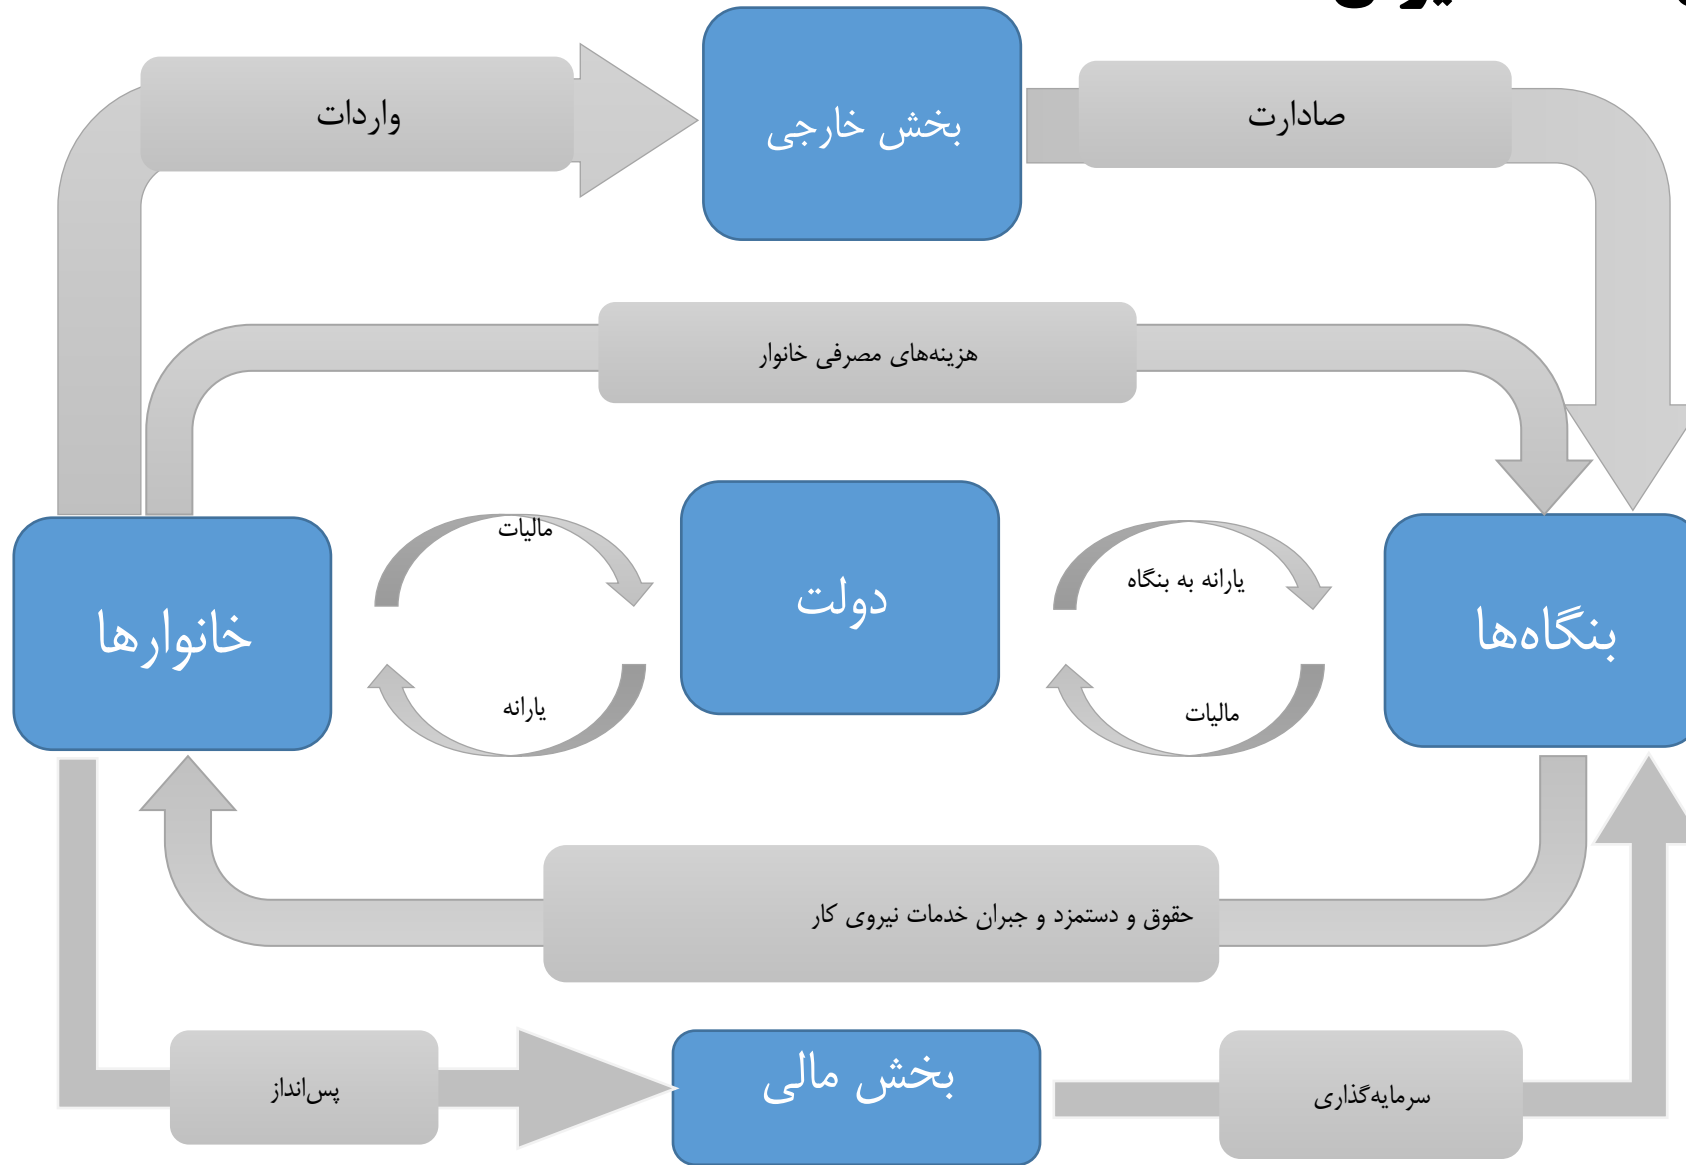 واردات
بخش خارجی
صادارت
هزینه‌های مصرفی خانوار
خانوارها
مالیات
یارانه
دولت
یارانه به بنگاه
مالیات
بنگاه‌ها
حقوق و دستمزد و جبران خدمات نیروی کار
پس‌انداز
بخش مالی
سرمایه‌گذاری